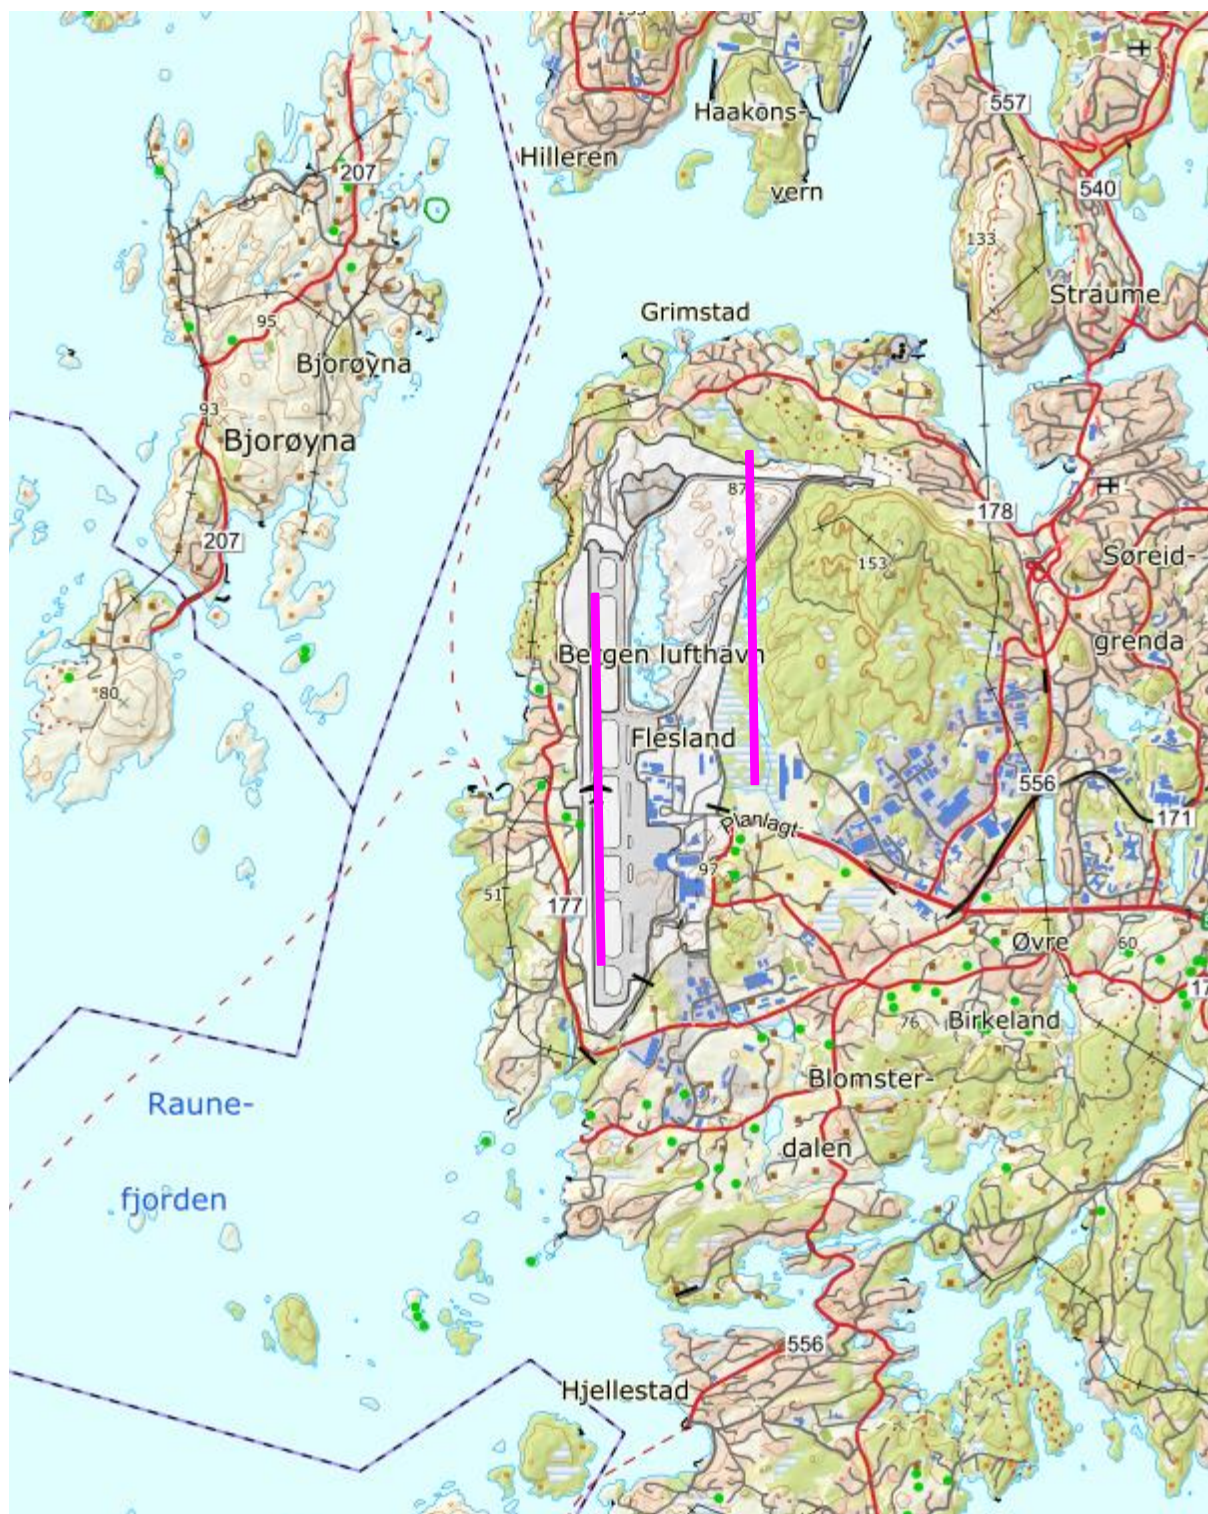 557
Haakons-
Hilleren
207
vern
540
133
Straume
Grimstad
95
Bjorøyna
93
Bjorøyna
87
178
207
153
Søreid-
grenda
Bergen lufthavn
80
Flesland
556
171
Planlagt
97
51
177
Øvre
60
17
76
Birkeland
Blomster-
Raune-
dalen
fjorden
556
Hjellestad